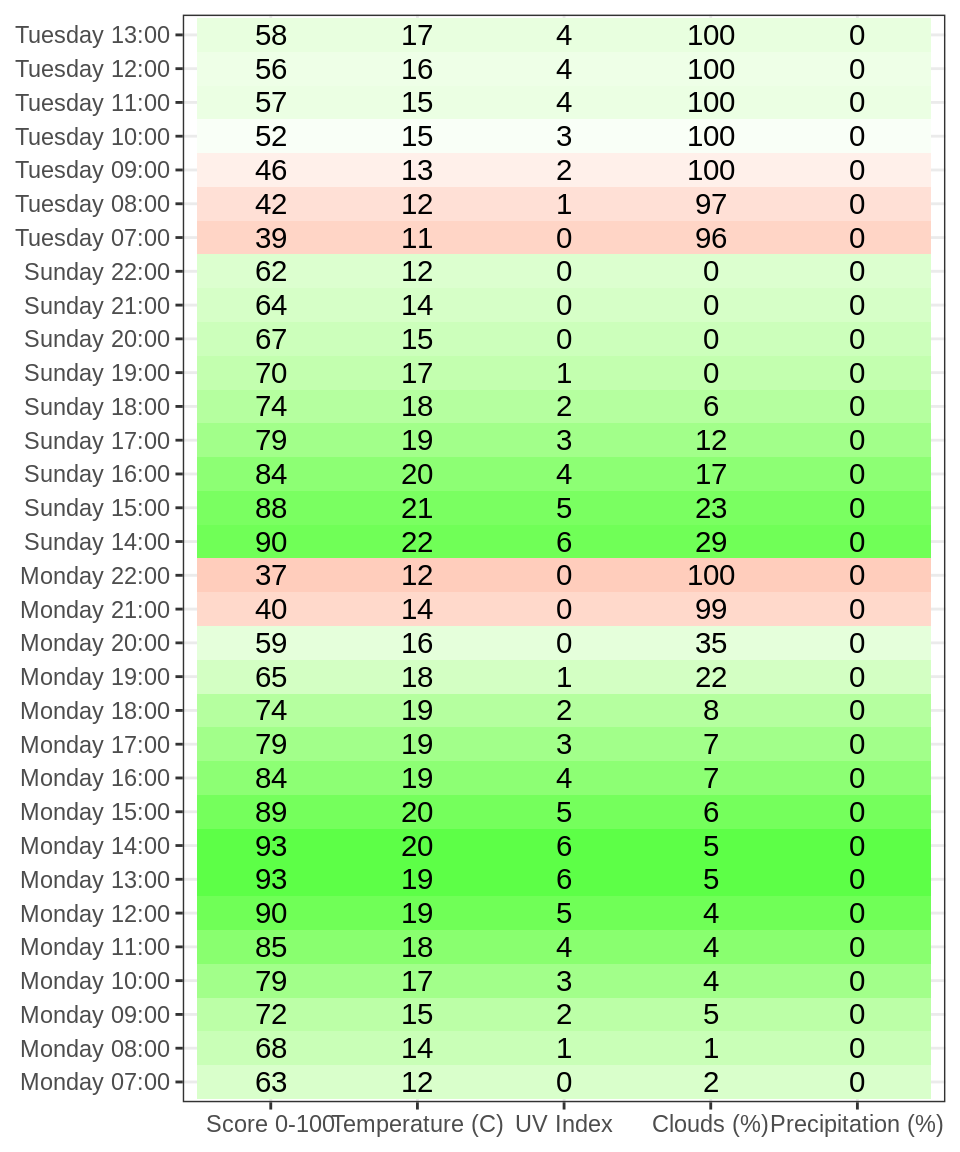 Tuesday 13:00 58 17 4 100 0
Tuesday 12:00 56 16 4 100 0
Tuesday 11:00 57 15 4 100 0
Tuesday 10:00 52 15 3 100 0
Tuesday 09:00 46 13 2 100 0
Tuesday 08:00 42 12 1 97 0
Tuesday 07:00 39 11 0 96 0
Sunday 22:00 62 12 0 0 0
Sunday 21:00 64 14 0 0 0
Sunday 20:00 67 15 0 0 0
Sunday 19:00 70 17 1 0 0
Sunday 18:00 74 18 2 6 0
Sunday 17:00 79 19 3 12 0
Sunday 16:00 84 20 4 17 0
Sunday 15:00 88 21 5 23 0
Sunday 14:00 90 22 6 29 0
Monday 22:00 37 12 0 100 0
Monday 21:00 40 14 0 99 0
Monday 20:00 59 16 0 35 0
Monday 19:00 65 18 1 22 0
Monday 18:00 74 19 2 8 0
Monday 17:00 79 19 3 7 0
Monday 16:00 84 19 4 7 0
Monday 15:00 89 20 5 6 0
Monday 14:00 93 20 6 5 0
Monday 13:00 93 19 6 5 0
Monday 12:00 90 19 5 4 0
Monday 11:00 85 18 4 4 0
Monday 10:00 79 17 3 4 0
Monday 09:00 72 15 2 5 0
Monday 08:00 68 14 1 1 0
Monday 07:00 63 12 0 2 0
Score 0-100 Temperature (C) UV Index Clouds (%) Precipitation (%)